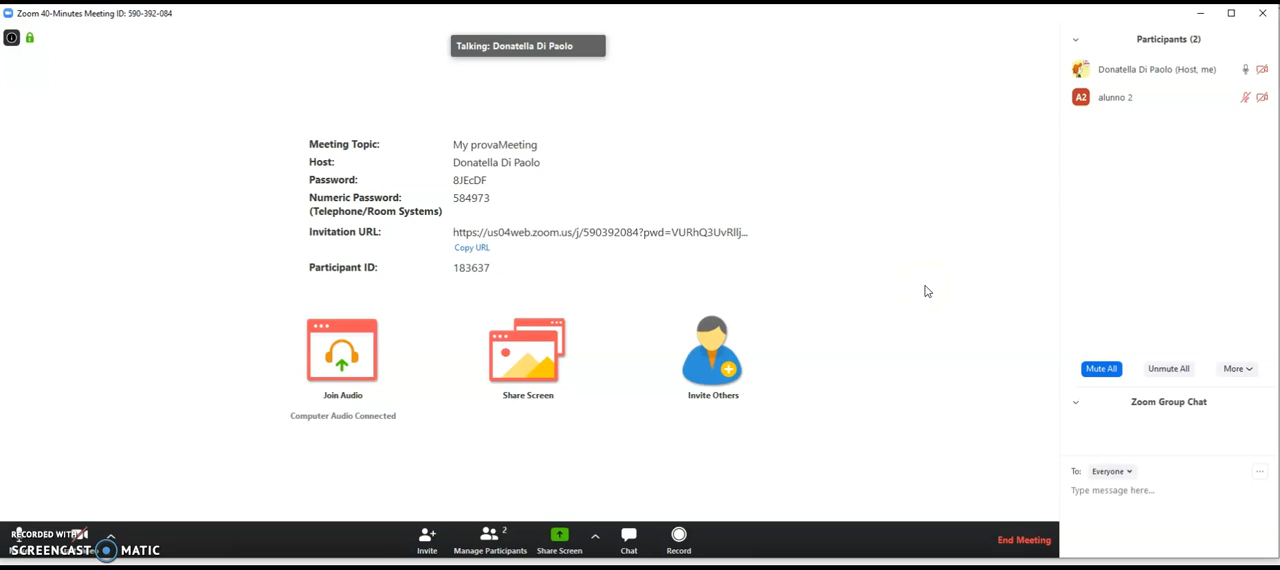 Zoom 40-Minutes Meeting ID: 590-392-084
Talking: Donatella Di Paolo
Meeting Topic: My provaMeeting
Host: Donatella Di Paolo
Password: 8JEcDF
Numeric Password: 584973
(Telephone/Room Systems)
Invitation URL: https://us04web.zoom.us/j/590392084?pwd=VURhQ3UvRllj...
Copy URL
Participant ID: 183637
Join Audio
Share Screen
Invite Others
Computer Audio Connected
Participants (2)
Donatella Di Paolo (Host, me)
A2 alunno 2
Mute All
Unmute All
More
Zoom Group Chat
To: Everyone
Type message here...
RECORDED WITH
SCREENCAST MATIC
Invite
2
Manage Participants
Share Screen
Chat
Record
End Meeting